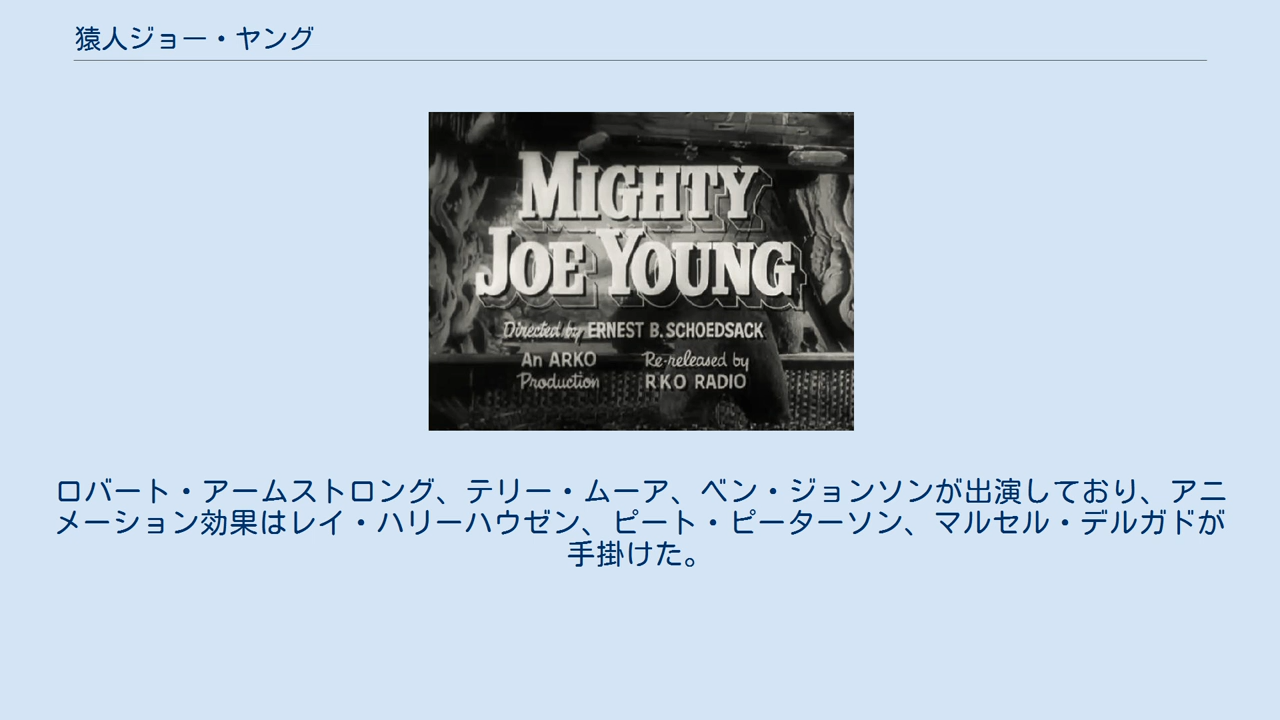 猿人ジョー・ヤング
MIGHTY
JOE YOUNG
Directed by ERNEST B. SCHOEDSACK
An ARKO
Production
Re-released by
RKO RADIO
ロバート・アームストロング、テリー・ムーア、ベン・ジョンソンが出演しており、アニ
メーション効果はレイ・ハリーハウゼン、ピート・ピーターソン、マルセル・デルガドが
手掛けた。